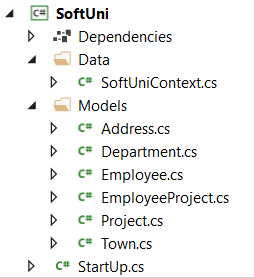 C# SoftUni
Dependencies
Data
C# SoftUniContext.cs
Models
C# Address.cs
C# Department.cs
C# Employee.cs
C# EmployeeProject.cs
C# Project.cs
C# Town.cs
C# StartUp.cs